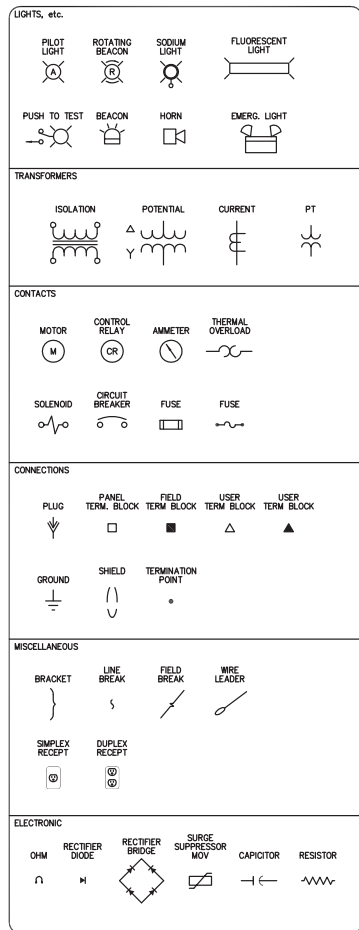 LIGHTS, etc.
PILOT LIGHT
ROTATING BEACON
SODIUM LIGHT
FLUORESCENT LIGHT
A
R
PUSH TO TEST
BEACON
HORN
EMERG. LIGHT
TRANSFORMERS
ISOLATION
POTENTIAL
CURRENT
PT
CONTACTS
MOTOR
CONTROL RELAY
AMMETER
THERMAL OVERLOAD
M
CR
SOLENOID
CIRCUIT BREAKER
FUSE
FUSE
CONNECTIONS
PLUG
PANEL TERM. BLOCK
FIELD TERM BLOCK
USER TERM BLOCK
USER TERM BLOCK
GROUND
SHIELD
TERMINATION POINT
MISCELLANEOUS
BRACKET
LINE BREAK
FIELD BREAK
WIRE LEADER
SIMPLEX RECEPT
DUPLEX RECEPT
ELECTRONIC
OHM
RECTIFIER DIODE
RECTIFIER BRIDGE
SURGE SUPPRESSOR MOV
CAPICITOR
RESISTOR